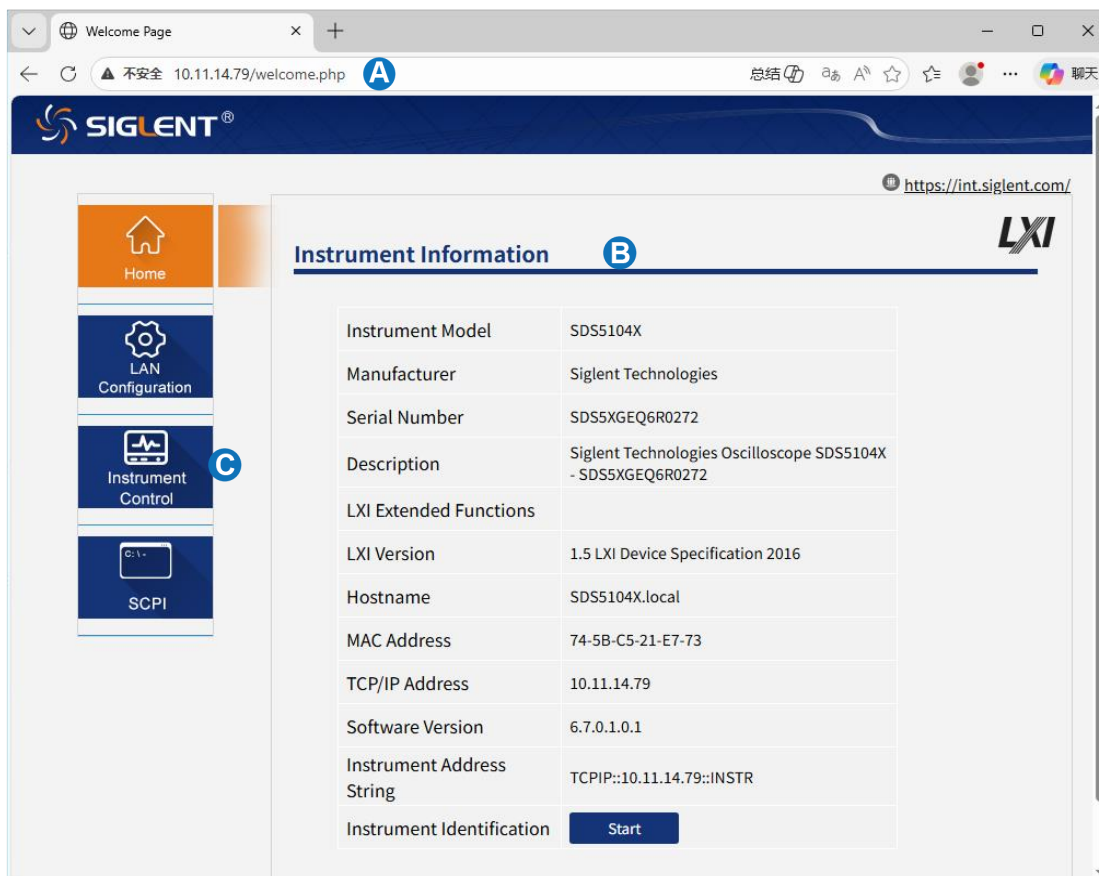 Welcome Page
不安全 10.11.14.79/welcome.php A
总结 aあ A 聊天
SIGLENT®
https://int.siglent.com/
LXI
Home
LAN
Configuration
Instrument
Control
C
C:\-
SCPI
Instrument Information B
Instrument Model SDS5104X
Manufacturer Siglent Technologies
Serial Number SDS5XGEQ6R0272
Description Siglent Technologies Oscilloscope SDS5104X
- SDS5XGEQ6R0272
LXI Extended Functions
LXI Version 1.5 LXI Device Specification 2016
Hostname SDS5104X.local
MAC Address 74-5B-C5-21-E7-73
TCP/IP Address 10.11.14.79
Software Version 6.7.0.1.0.1
Instrument Address
String TCPIP::10.11.14.79::INSTR
Instrument Identification Start